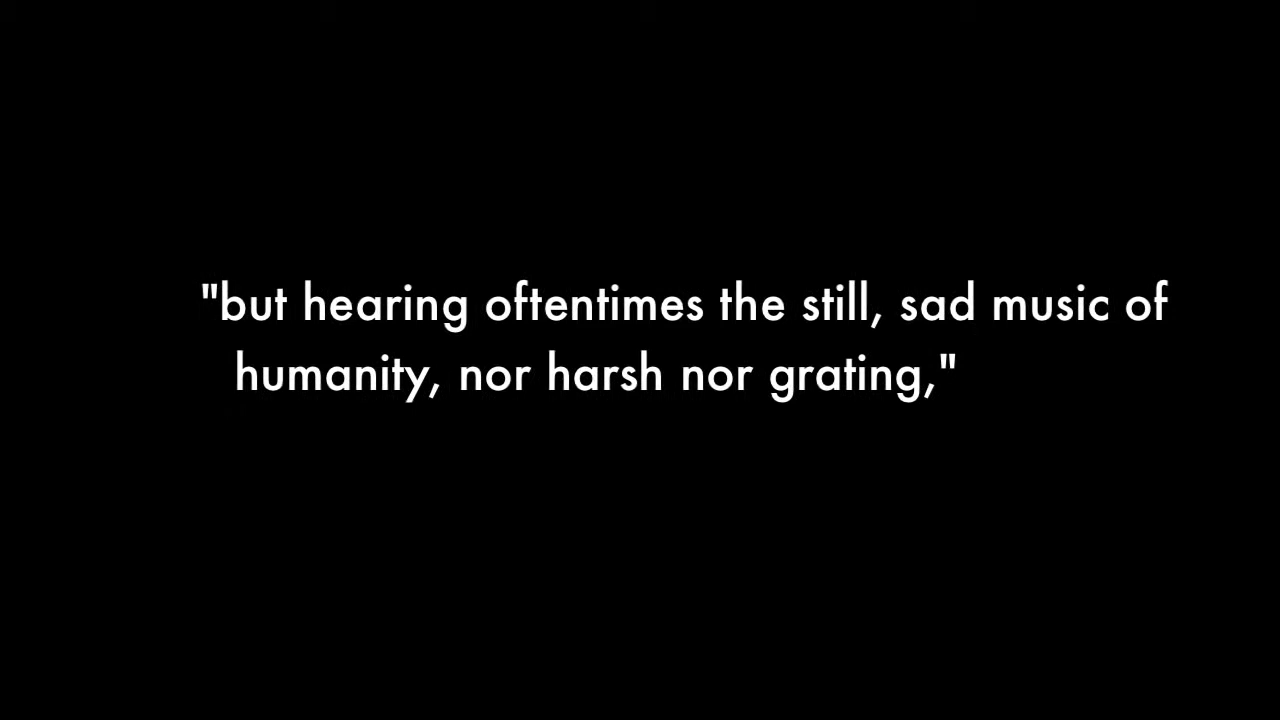 "but hearing oftentimes the still, sad music of
humanity, nor harsh nor grating,"